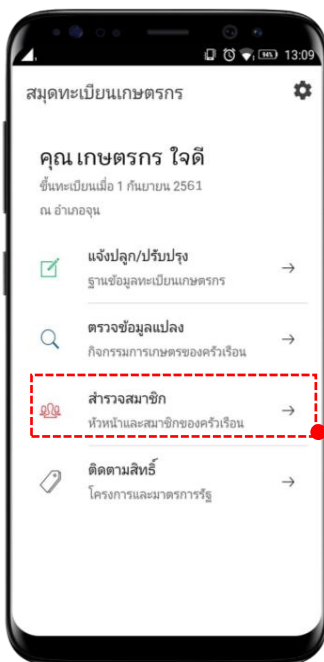 13:09
สมุดทะเบียนเกษตรกร
คุณ เกษตรกร ใจดี
ขึ้นทะเบียนเมื่อ 1 กันยายน 2561
ณ อำเภอจุน
แจ้งปลูก/ปรับปรุง
ฐานข้อมูลทะเบียนเกษตรกร
ตรวจข้อมูลแปลง
กิจกรรมการเกษตรของครัวเรือน
สำรวจสมาชิก
หัวหน้าและสมาชิกของครัวเรือน
ติดตามสิทธิ์
โครงการและมาตรการรัฐ